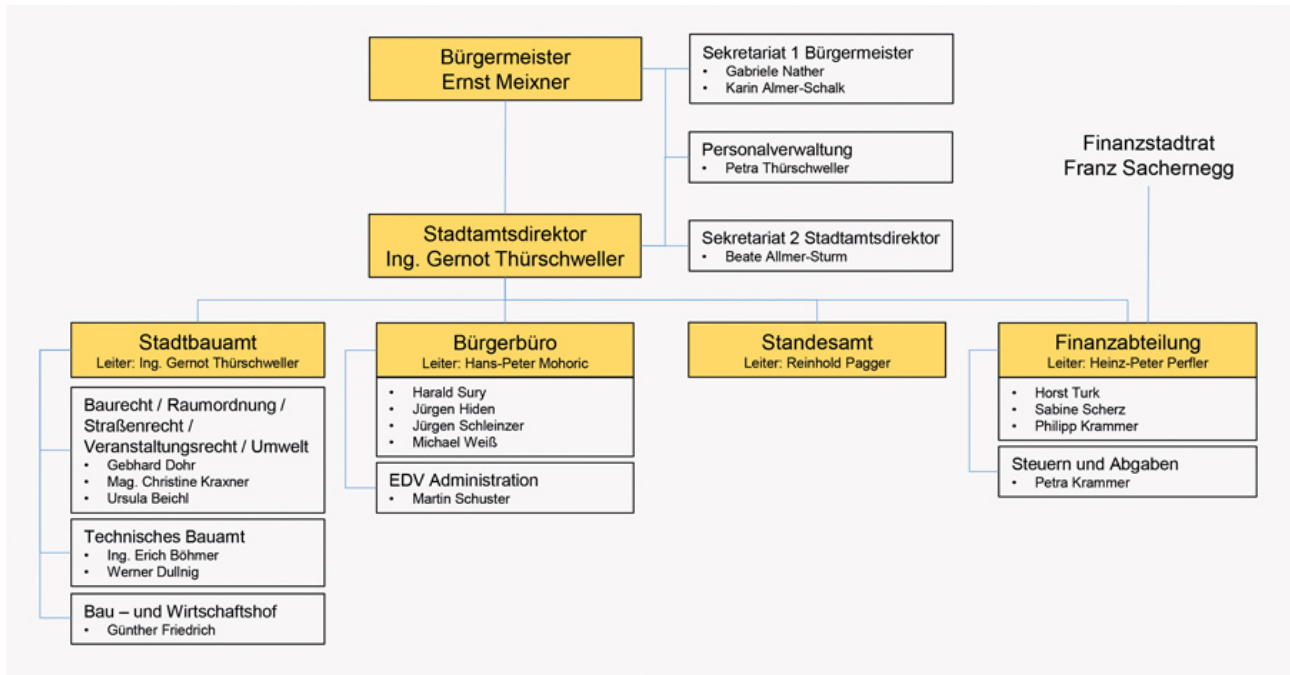 Bürgermeister
Ernst Meixner
Sekretariat 1 Bürgermeister
• Gabriele Nather
• Karin Almer-Schalk
Personalverwaltung
• Petra Thürschweller
Finanzstadtrat
Franz Sachernegg
Stadtamtsdirektor
Ing. Gernot Thürschweller
Sekretariat 2 Stadtamtsdirektor
• Beate Allmer-Sturm
Stadtbauamt
Leiter: Ing. Gernot Thürschweller
Baurecht / Raumordnung /
Straßenrecht /
Veranstaltungsrecht / Umwelt
• Gebhard Dohr
• Mag. Christine Kraxner
• Ursula Beichl
Technisches Bauamt
• Ing. Erich Böhmer
• Werner Dullnig
Bau – und Wirtschaftshof
• Günther Friedrich
Bürgerbüro
Leiter: Hans-Peter Mohoric
• Harald Sury
• Jürgen Hiden
• Jürgen Schleinzer
• Michael Weiß
EDV Administration
• Martin Schuster
Standesamt
Leiter: Reinhold Pagger
Finanzabteilung
Leiter: Heinz-Peter Perfler
• Horst Turk
• Sabine Scherz
• Philipp Krammer
Steuern und Abgaben
• Petra Krammer